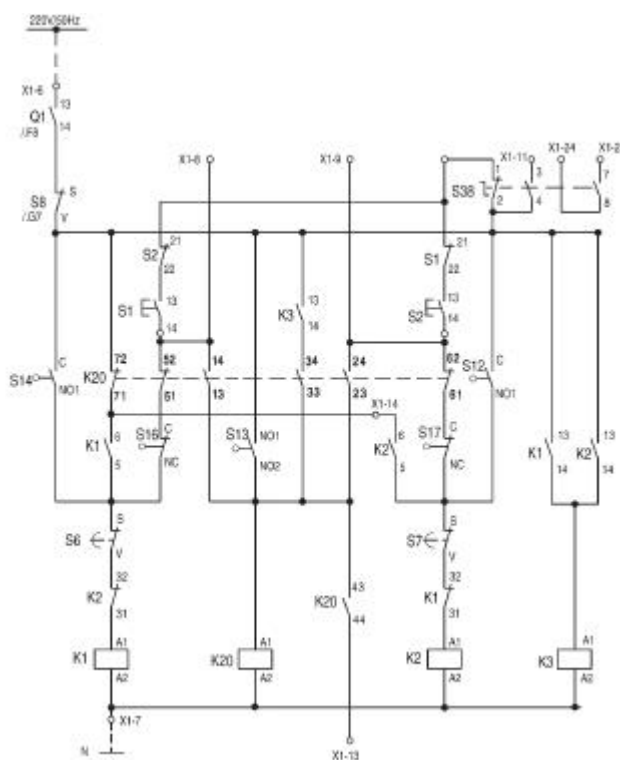 220V/50Hz
X1-6
13
Q1
/.F8
14
X1-8
X1-9
X1-11
X1-24
X1-2
1
3
7
S38
2
4
8
S8
/.G7
S
V
S2
21
22
S1
21
22
S1
13
14
K3
13
14
S2
13
14
S14
C
NO1
K20
72
71
52
61
14
13
34
33
24
23
62
61
S12
C
NO1
X1-14
K1
6
5
S16
C
NC
S13
NO1
NO2
K2
6
5
S17
C
NC
K1
13
14
K2
13
14
S6
S
V
S7
S
V
K2
32
31
K20
43
44
K1
32
31
K1
A1
A2
K20
A1
A2
K2
A1
A2
K3
A1
A2
X1-7
N
X1-13